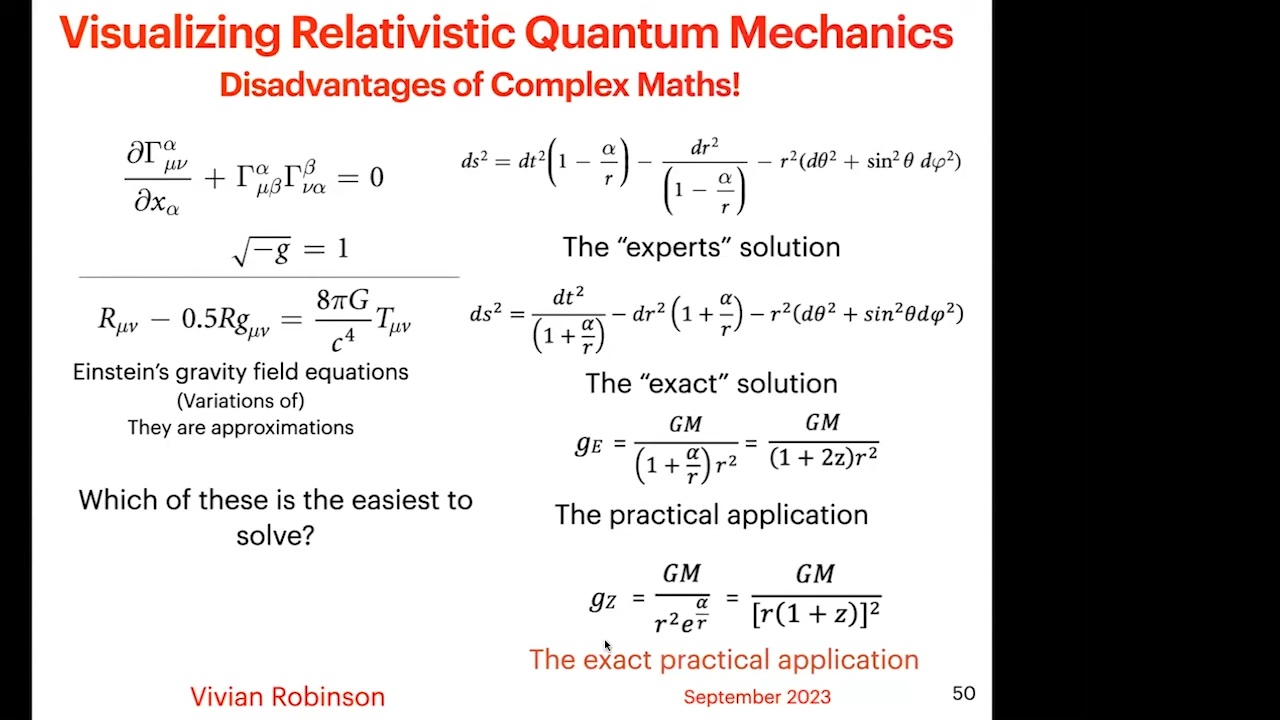 Visualizing Relativistic Quantum Mechanics
Disadvantages of Complex Maths!
∂Γ^α_μν / ∂x_α + Γ^α_μβ Γ^β_να = 0
√−g = 1
R_μν − 0.5Rg_μν = 8πG / c⁴ T_μν
Einstein's gravity field equations
(Variations of)
They are approximations
Which of these is the easiest to
solve?
ds² = dt²(1 − α/r) − dr² / (1 − α/r) − r²(dθ² + sin² θ dφ²)
The “experts” solution
ds² = dt² / (1 + α/r) − dr² (1 + α/r) − r²(dθ² + sin²θdφ²)
The “exact” solution
g_E = GM / (1 + α/r) r² = GM / (1 + 2z)r²
The practical application
g_Z = GM / r²e^(α/r) = GM / [r(1 + z)]²
The exact practical application
Vivian Robinson
September 2023
50